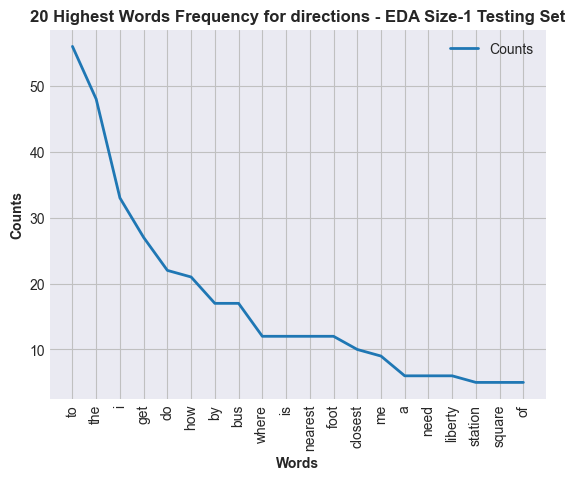 20 Highest Words Frequency for directions - EDA Size-1 Testing Set
Counts
Counts
50
40
30
20
10
to
the
i
get
do
how
by
bus
where
is
nearest
foot
closest
me
a
need
liberty
station
square
of
Words